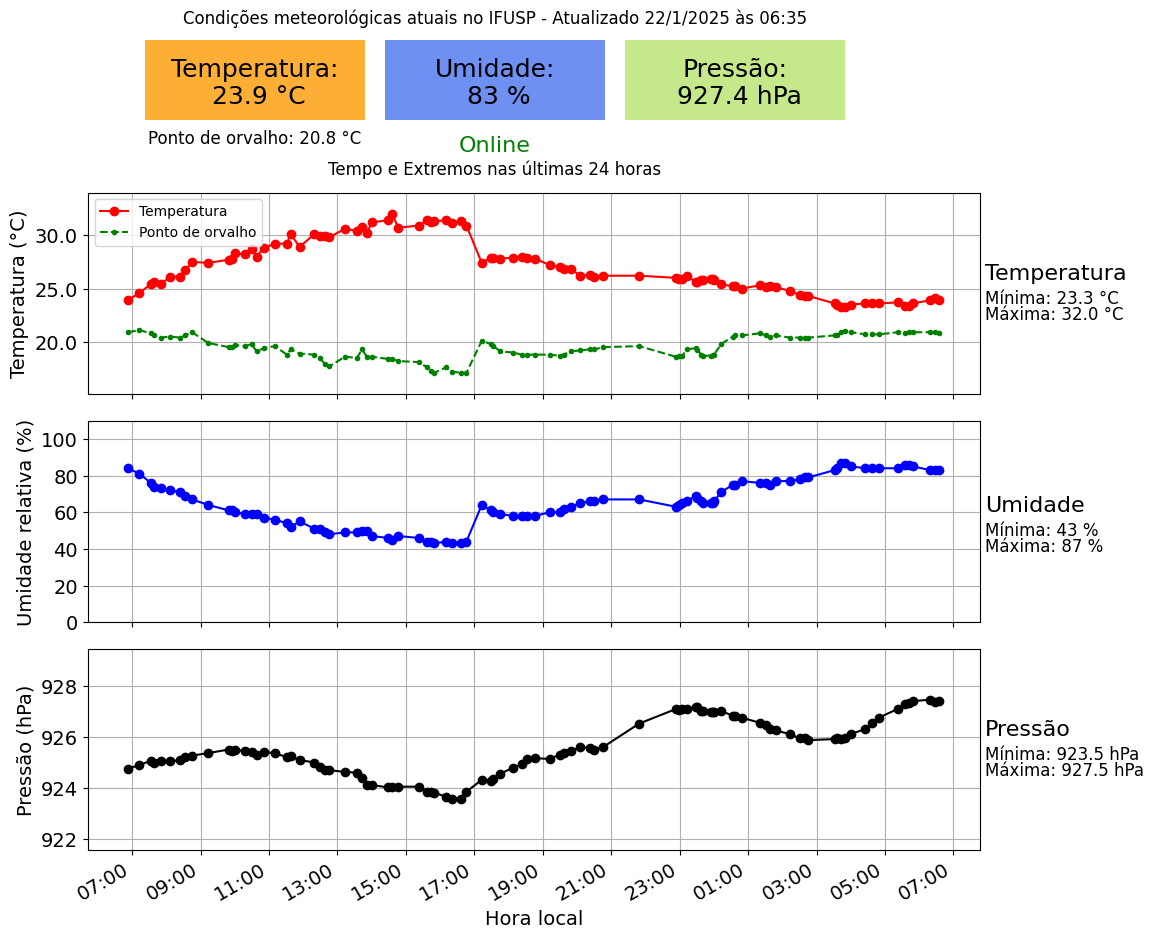 Condições meteorológicas atuais no IFUSP - Atualizado 22/1/2025 às 06:35
Temperatura:
23.9 °C
Umidade:
83 %
Pressão:
927.4 hPa
Ponto de orvalho: 20.8 °C
Online
Tempo e Extremos nas últimas 24 horas
Temperatura (°C)
30.0
25.0
20.0
Temperatura
Ponto de orvalho
Temperatura
Mínima: 23.3 °C
Máxima: 32.0 °C
Umidade relativa (%)
100
80
60
40
20
0
Umidade
Mínima: 43 %
Máxima: 87 %
Pressão (hPa)
928
926
924
922
Pressão
Mínima: 923.5 hPa
Máxima: 927.5 hPa
07:00 09:00 11:00 13:00 15:00 17:00 19:00 21:00 23:00 01:00 03:00 05:00 07:00
Hora local